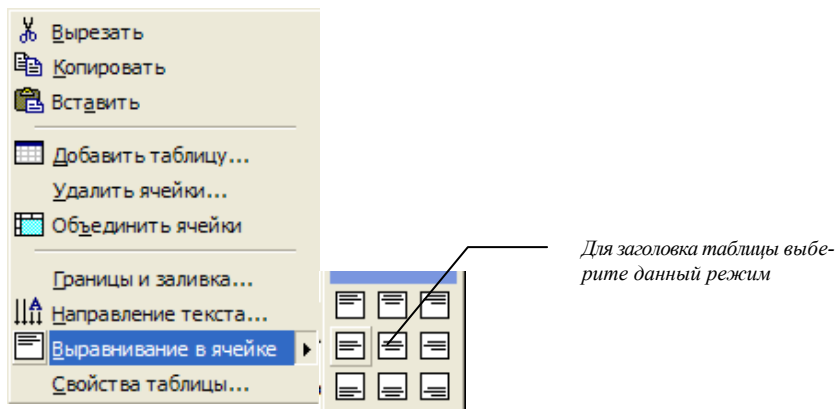 Вырезать
Копировать
Вставить
Добавить таблицу...
Удалить ячейки...
Объединить ячейки
Границы и заливка...
Направление текста...
Выравнивание в ячейке
Свойства таблицы...
Для заголовка таблицы выбе-
рите данный режим